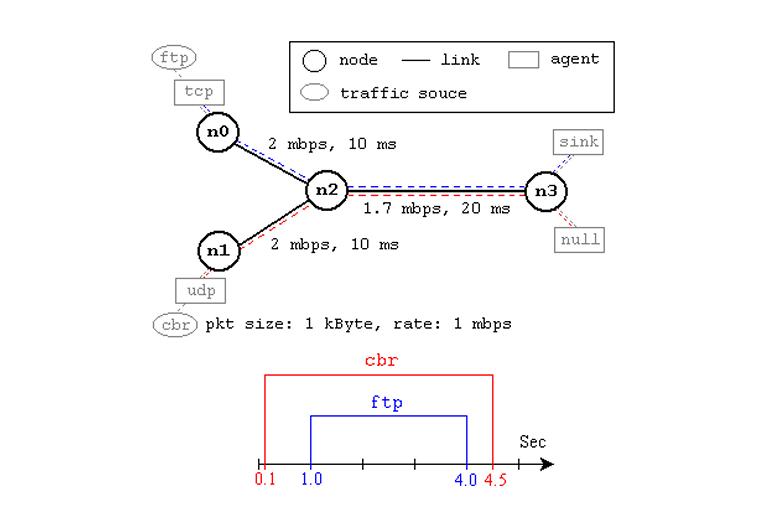 ftp
node
link
agent
tcp
traffic souce
n0
2 mbps, 10 ms
sink
n2
n3
1.7 mbps, 20 ms
n1
2 mbps, 10 ms
null
udp
cbr
pkt size: 1 kByte, rate: 1 mbps
cbr
ftp
Sec
0.1
1.0
4.0
4.5